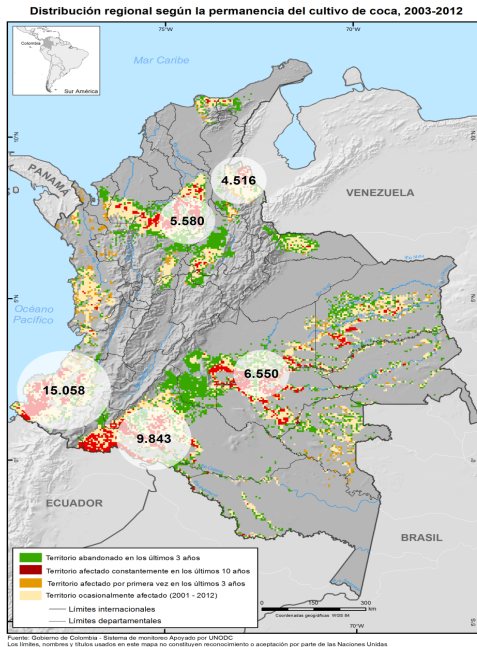 Distribución regional según la permanencia del cultivo de coca, 2003-2012
75°W
70°W
Colombia
Sur América
Mar Caribe
PANAMÁ
VENEZUELA
4.516
5.580
Océano
Pacífico
6.550
15.058
9.843
ECUADOR
BRASIL
Territorio abandonado en los últimos 3 años
Territorio afectado constantemente en los últimos 10 años
Territorio afectado por primera vez en los últimos 3 años
Territorio ocasionalmente afectado (2001 - 2012)
Límites internacionales
Límites departamentales
0 150 300
km
Coordenadas geográficas WGS 84
70°W
Fuente: Gobierno de Colombia - Sistema de monitoreo Apoyado por UNODC
Los límites, nombres y títulos usados en este mapa no constituyen reconocimiento o aceptación por parte de las Naciones Unidas